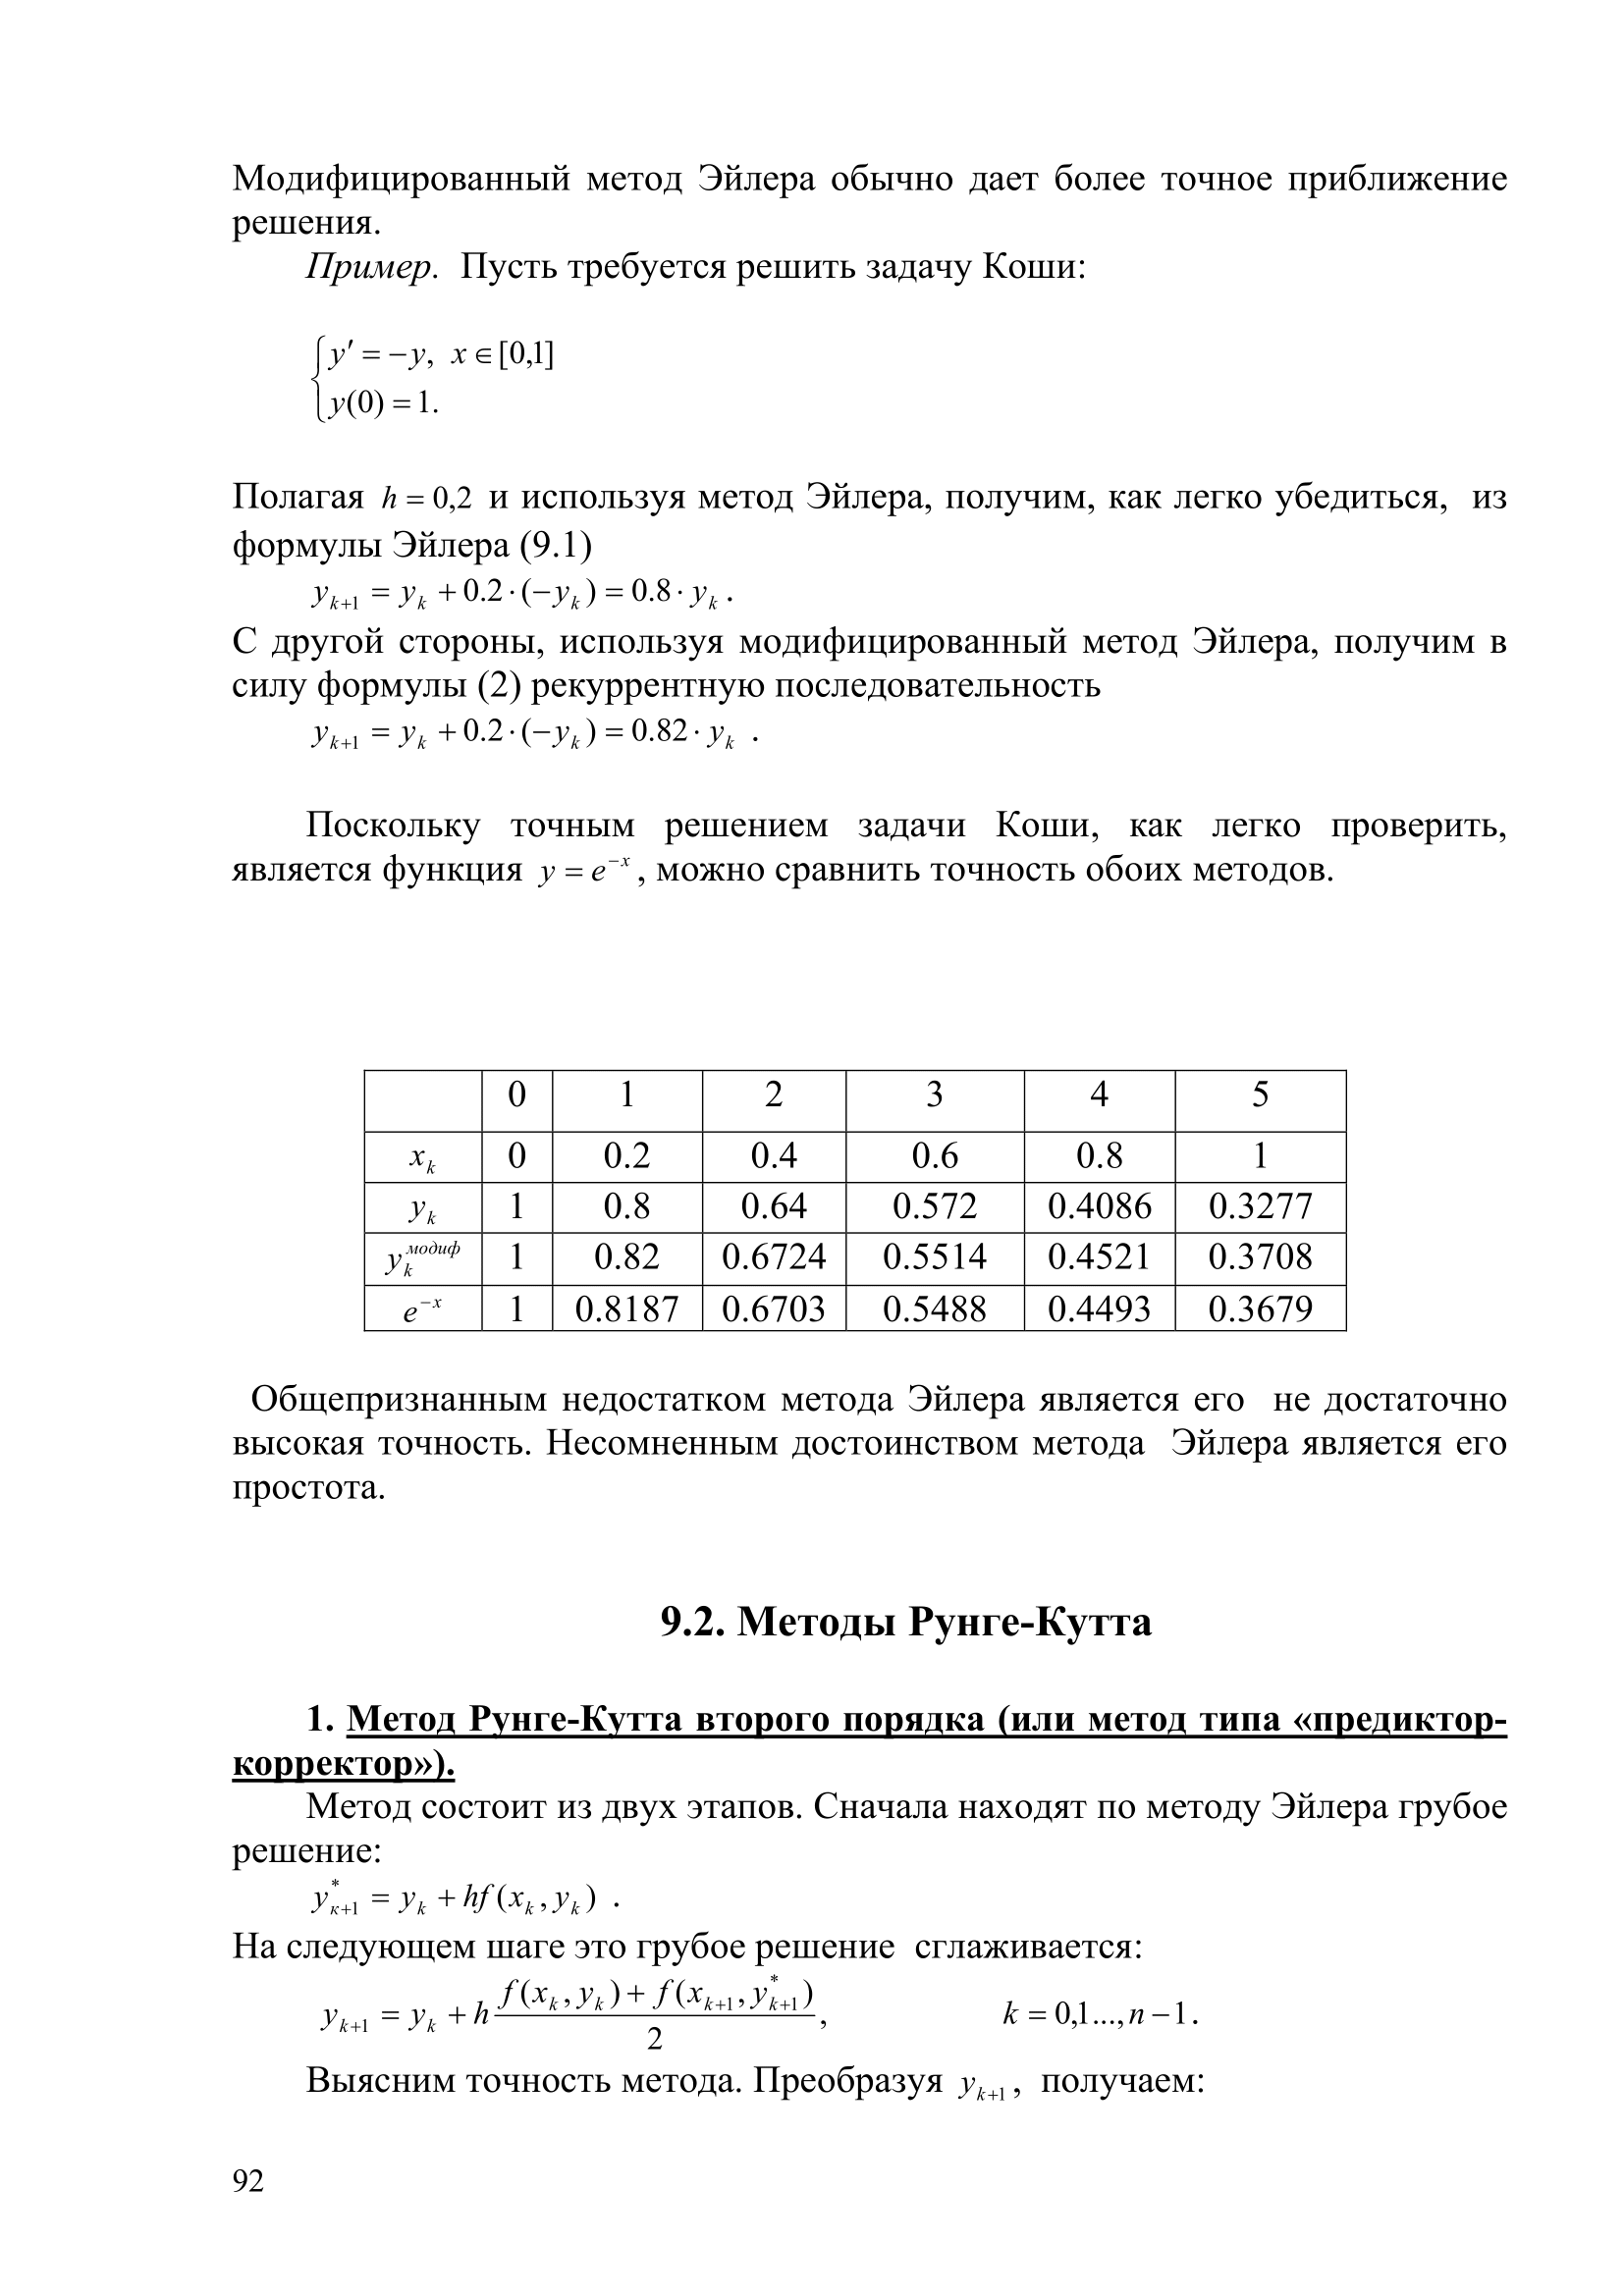 Модифицированный метод Эйлера обычно дает более точное приближение
решения.
Пример. Пусть требуется решить задачу Коши:
{ y′ = −y, x ∈ [0,1]
y(0) = 1.
Полагая h = 0,2 и используя метод Эйлера, получим, как легко убедиться, из
формулы Эйлера (9.1)
y_{k+1} = y_k + 0.2 · (−y_k) = 0.8 · y_k .
С другой стороны, используя модифицированный метод Эйлера, получим в
силу формулы (2) рекуррентную последовательность
y_{k+1} = y_k + 0.2 · (−y_k) = 0.82 · y_k .
Поскольку точным решением задачи Коши, как легко проверить,
является функция y = e^{−x} , можно сравнить точность обоих методов.
0 1 2 3 4 5
x_k 0 0.2 0.4 0.6 0.8 1
y_k 1 0.8 0.64 0.572 0.4086 0.3277
y_k^{модиф} 1 0.82 0.6724 0.5514 0.4521 0.3708
e^{−x} 1 0.8187 0.6703 0.5488 0.4493 0.3679
Общепризнанным недостатком метода Эйлера является его не достаточно
высокая точность. Несомненным достоинством метода Эйлера является его
простота.
9.2. Методы Рунге-Кутта
1. Метод Рунге-Кутта второго порядка (или метод типа «предиктор-
корректор»).
Метод состоит из двух этапов. Сначала находят по методу Эйлера грубое
решение:
y*_{к+1} = y_k + hf(x_k, y_k) .
На следующем шаге это грубое решение сглаживается:
y_{k+1} = y_k + h \frac{f(x_k, y_k) + f(x_{k+1}, y*_{k+1})}{2}, k = 0,1..., n − 1.
Выясним точность метода. Преобразуя y_{k+1} , получаем:
92